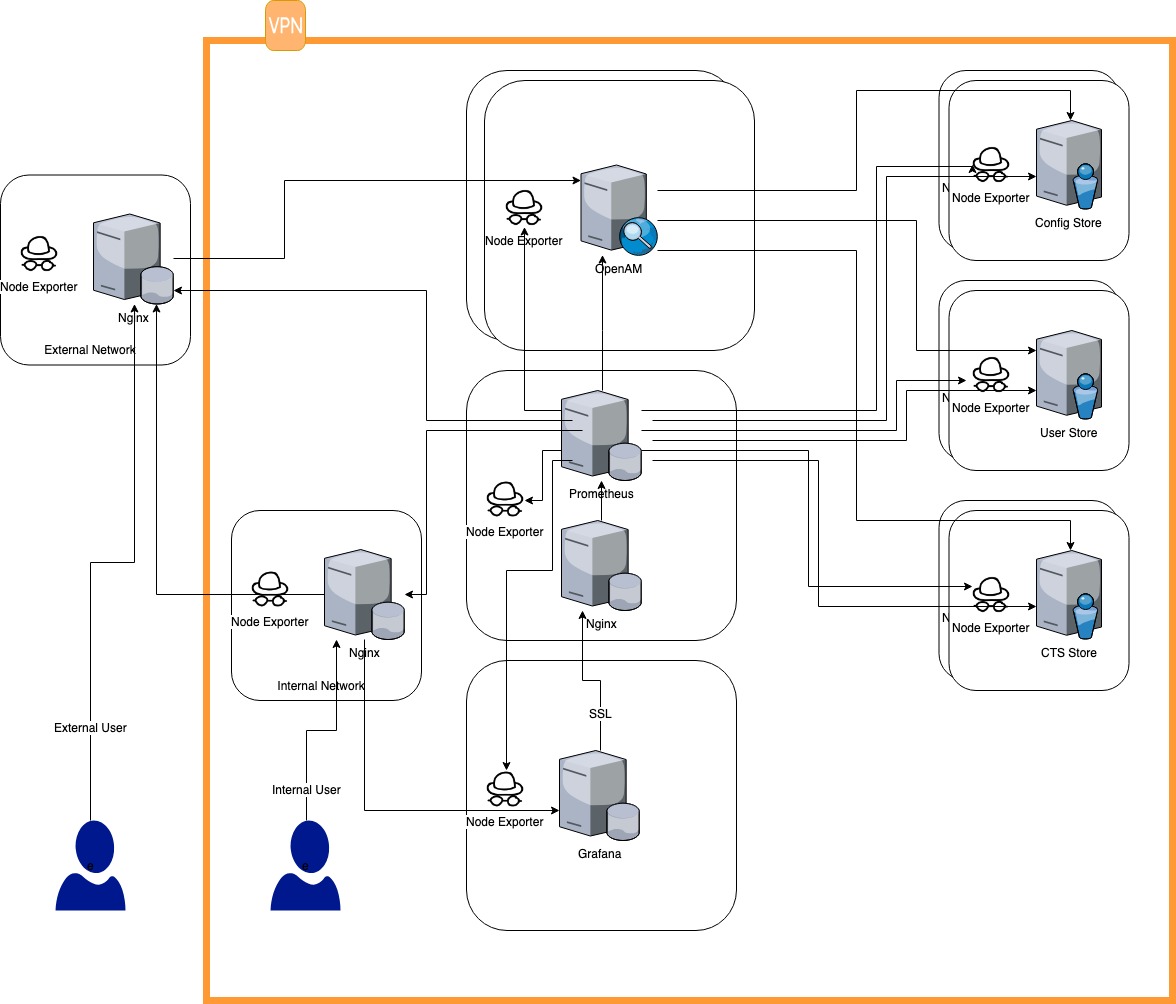 VPN
Node Exporter
Nginx
External Network
Node Exporter
OpenAM
N
Node Exporter
Config Store
N
Node Exporter
User Store
Prometheus
Node Exporter
Nginx
N
Node Exporter
CTS Store
Node Exporter
Nginx
Internal Network
SSL
External User
Internal User
Node Exporter
Grafana
e
e